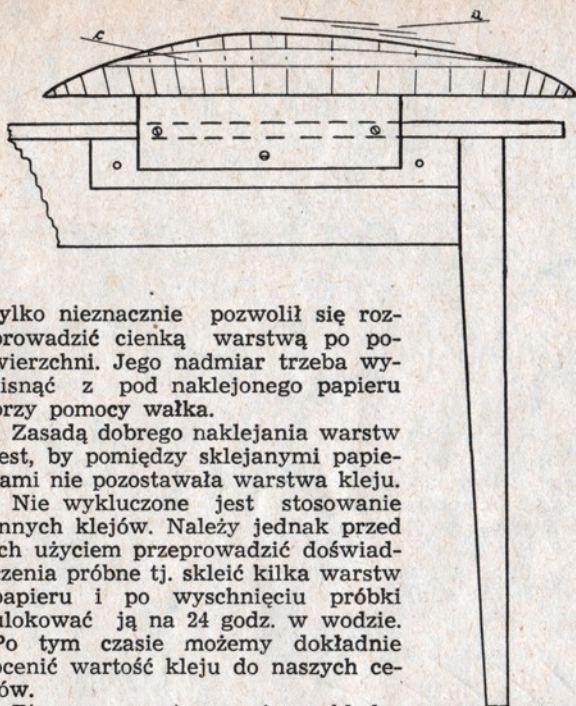 c
a
ylko nieznacznie pozwolił się roz-
prowadzić cienką warstwą po po-
wierzchni. Jego nadmiar trzeba wy-
isnąć z pod naklejonego papieru
przy pomocy wałka.
Zasadą dobrego naklejania warstw
est, by pomiędzy sklejanymi papie-
ami nie pozostawała warstwa kleju.
Nie wykluczone jest stosowanie
nnych klejów. Należy jednak przed
ch użyciem przeprowadzić doświad-
zenia próbne tj. skleić kilka warstw
papieru i po wyschnięciu próbki
ulokować ją na 24 godz. w wodzie.
Po tym czasie możemy dokładnie
ocenić wartość kleju do naszych ce-
ów.